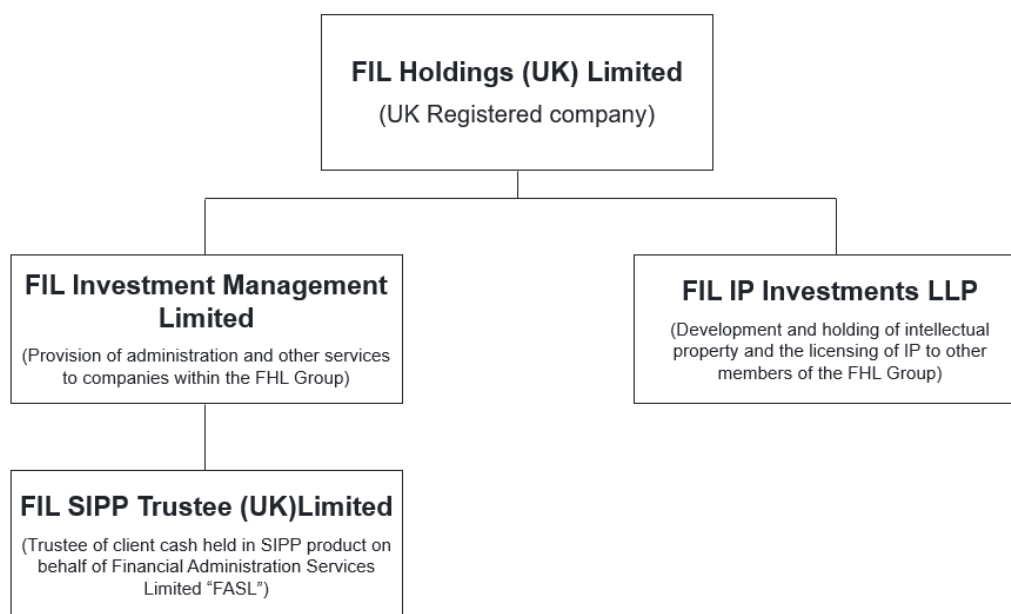 FIL Holdings (UK) Limited
(UK Registered company)
FIL Investment Management
Limited
(Provision of administration and other services
to companies within the FHL Group)
FIL IP Investments LLP
(Development and holding of intellectual
property and the licensing of IP to other
members of the FHL Group)
FIL SIPP Trustee (UK)Limited
(Trustee of client cash held in SIPP product on
behalf of Financial Administration Services
Limited “FASL”)